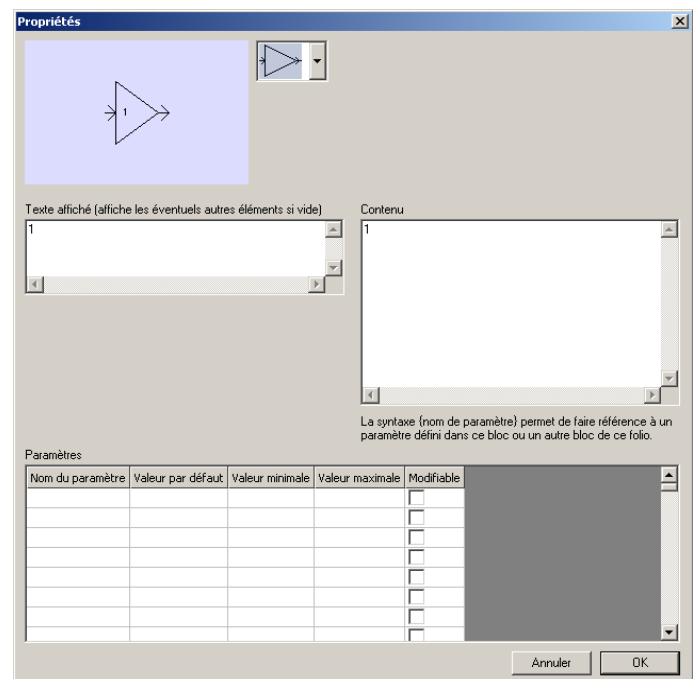 Propriétés
1
Texte affiché (affiche les éventuels autres éléments si vide)
1
Contenu
1
La syntaxe {nom de paramètre} permet de faire référence à un
paramètre défini dans ce bloc ou un autre bloc de ce folio.
Paramètres
Nom du paramètre Valeur par défaut Valeur minimale Valeur maximale Modifiable
Annuler OK